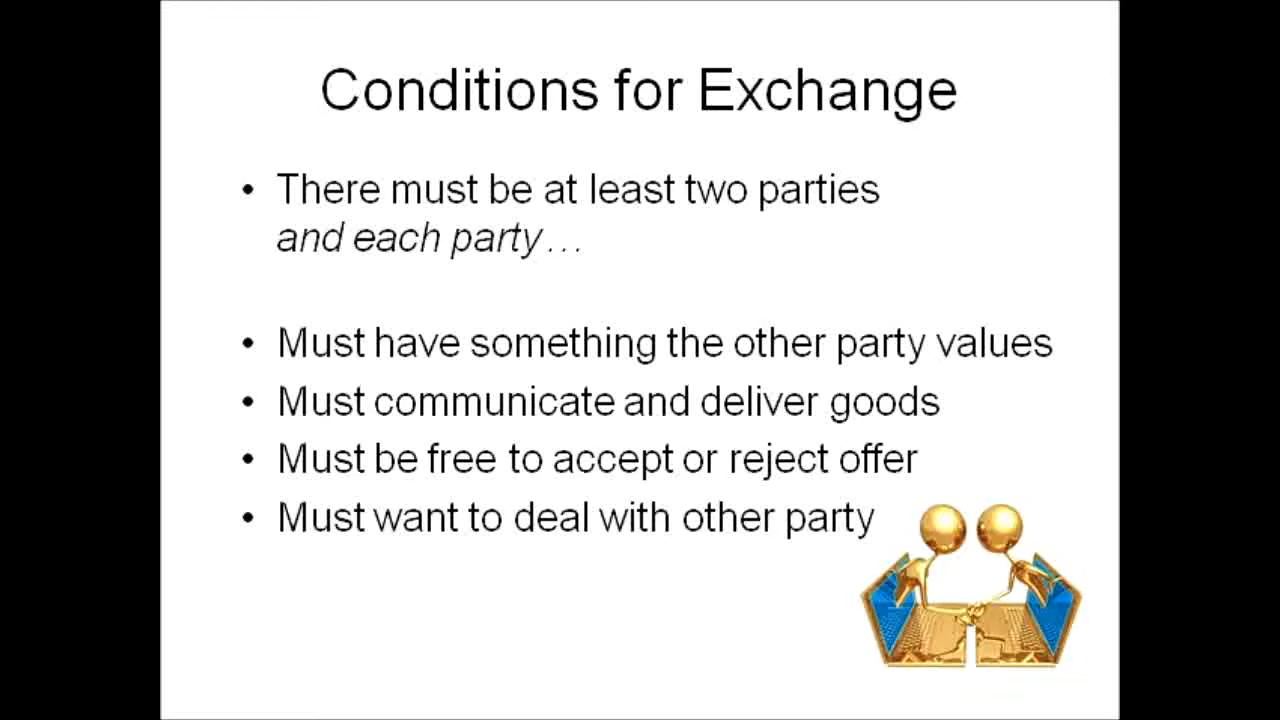 Conditions for Exchange
• There must be at least two parties
and each party…
• Must have something the other party values
• Must communicate and deliver goods
• Must be free to accept or reject offer
• Must want to deal with other party